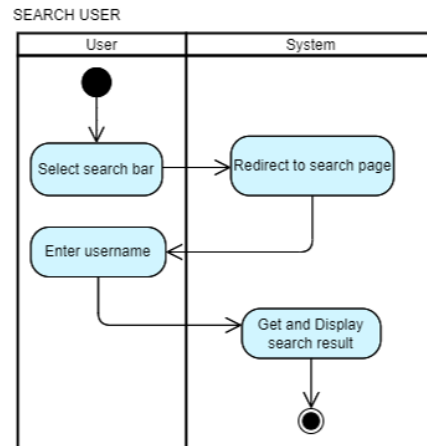 SEARCH USER
User
System
Select search bar
Redirect to search page
Enter username
Get and Display
search result